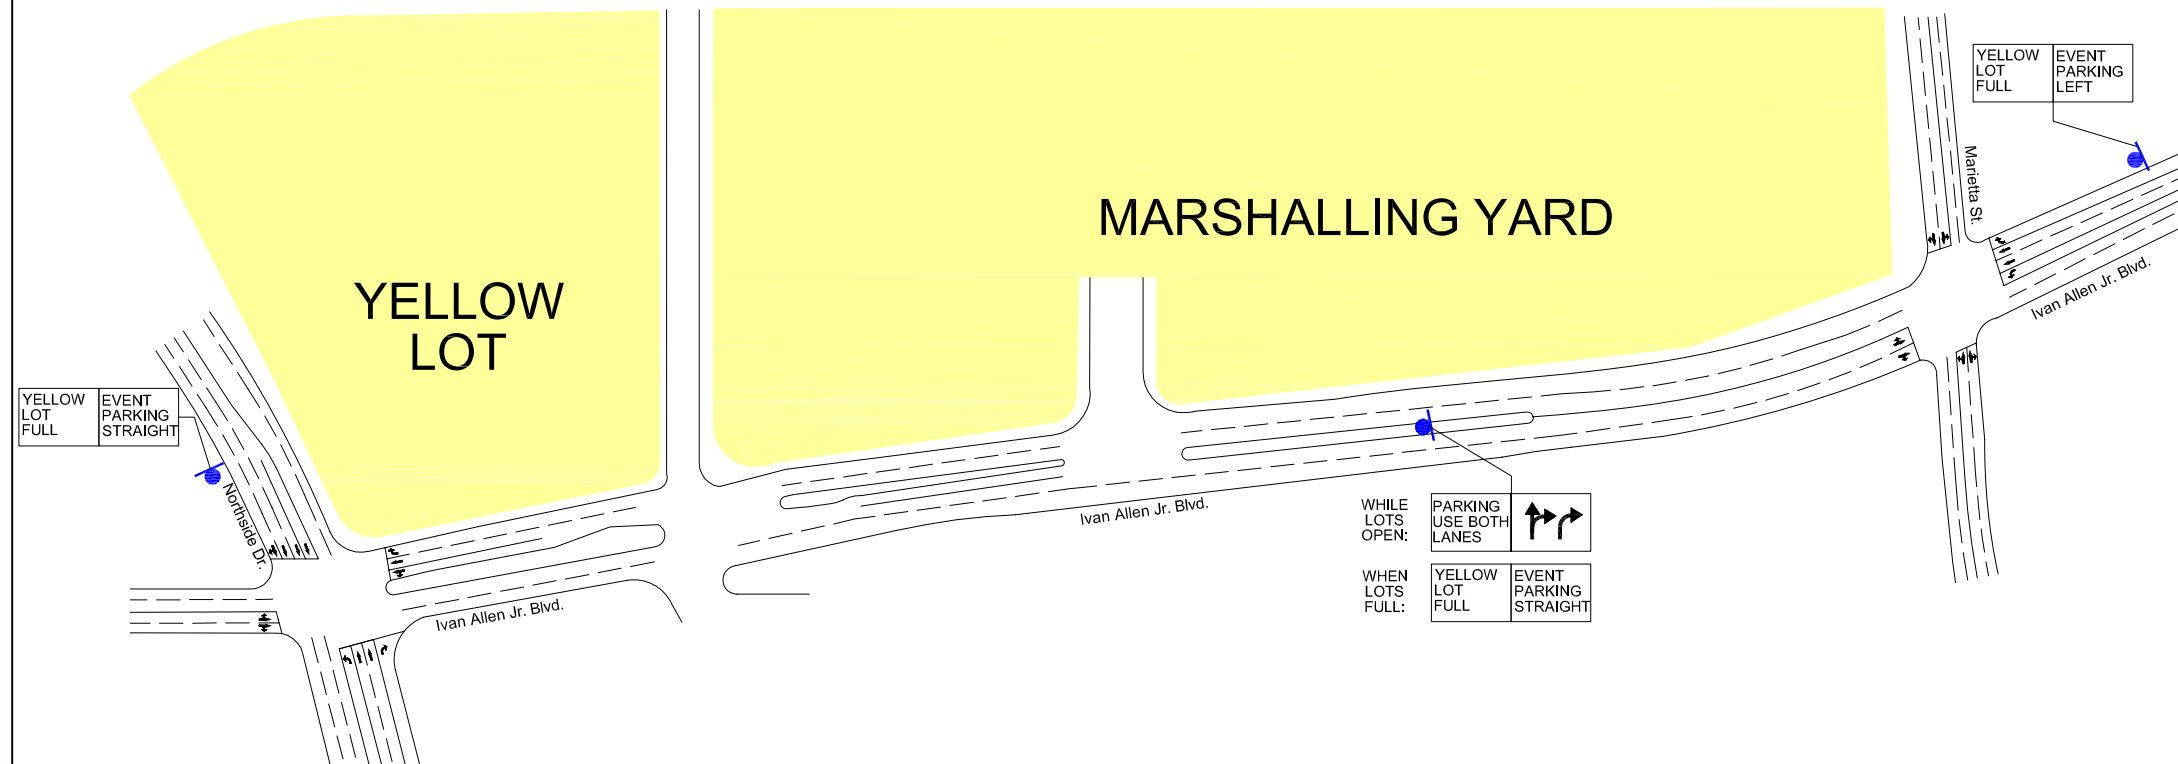 YELLOW
LOT
FULL
EVENT
PARKING
LEFT
Marietta St.
MARSHALLING YARD
Ivan Allen Jr. Blvd.
YELLOW
LOT
YELLOW
LOT
FULL
EVENT
PARKING
STRAIGHT
Northside Dr.
Ivan Allen Jr. Blvd.
WHILE
LOTS
OPEN:
PARKING
USE BOTH
LANES
WHEN
LOTS
FULL:
YELLOW
LOT
FULL
EVENT
PARKING
STRAIGHT
Ivan Allen Jr. Blvd.